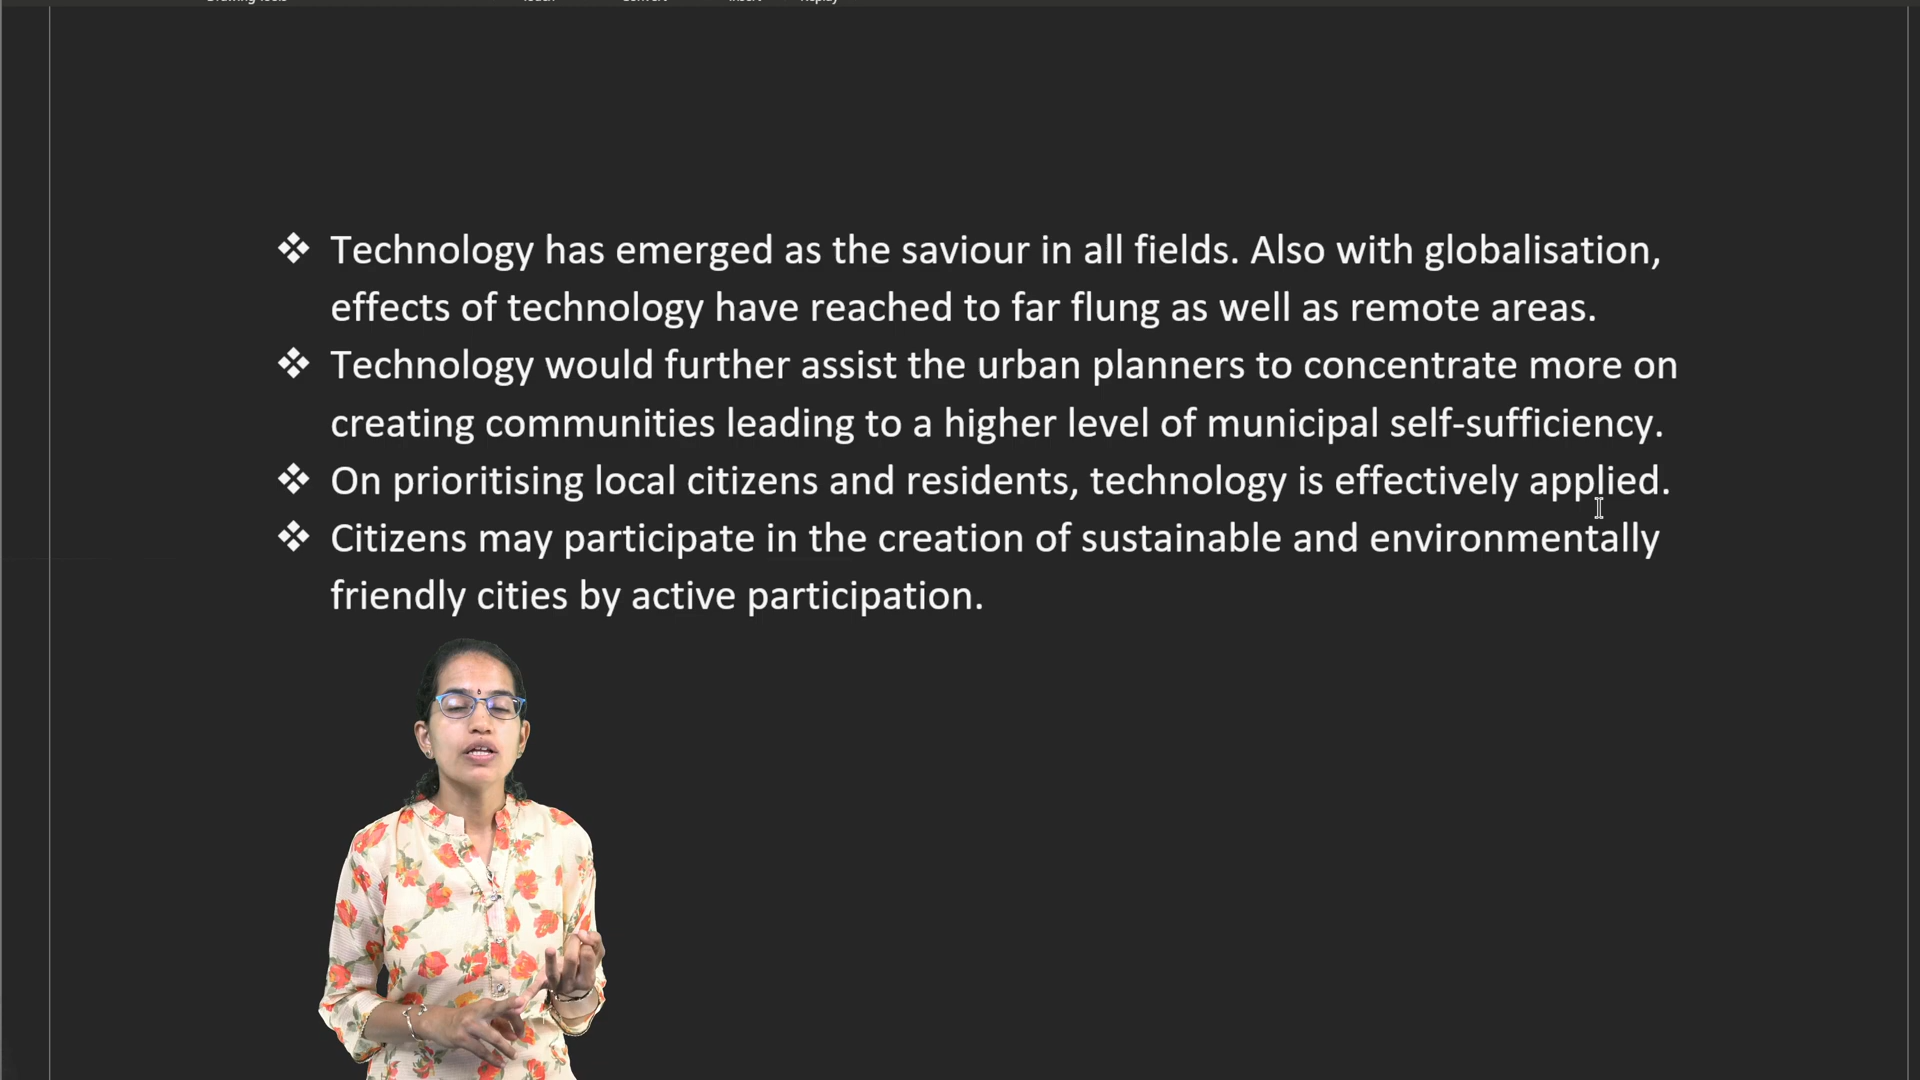 ❖ Technology has emerged as the saviour in all fields. Also with globalisation,
effects of technology have reached to far flung as well as remote areas.
❖ Technology would further assist the urban planners to concentrate more on
creating communities leading to a higher level of municipal self-sufficiency.
❖ On prioritising local citizens and residents, technology is effectively applied.
❖ Citizens may participate in the creation of sustainable and environmentally
friendly cities by active participation.